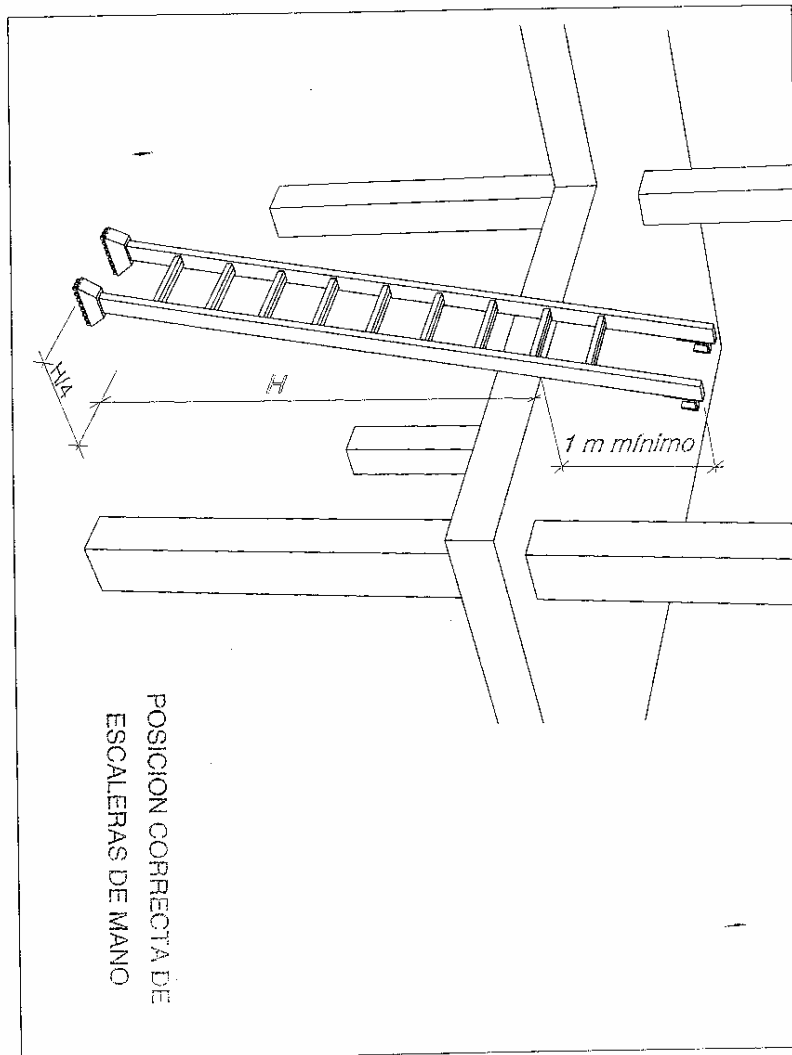 H/4
H
1 m mínimo
POSICION CORRECTA DE
ESCALERAS DE MANO